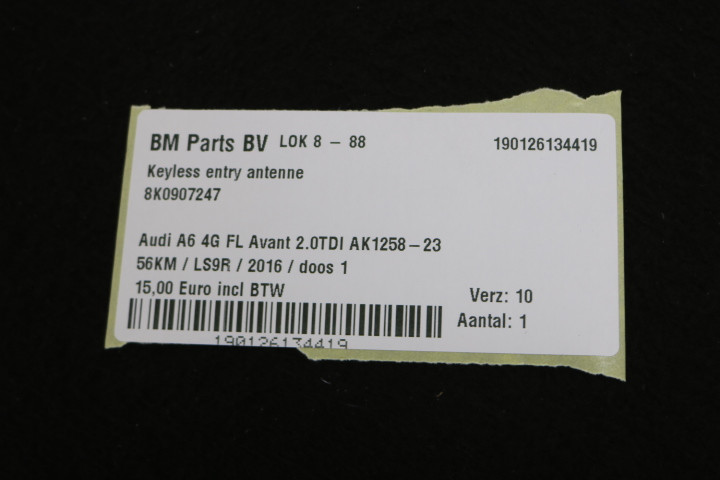 BM Parts BV LOK 8 – 88 190126134419
Keyless entry antenne
8K0907247
Audi A6 4G FL Avant 2.0TDI AK1258-23
56KM / LS9R / 2016 / doos 1
15,00 Euro incl BTW
Verz: 10
Aantal: 1
190126134419